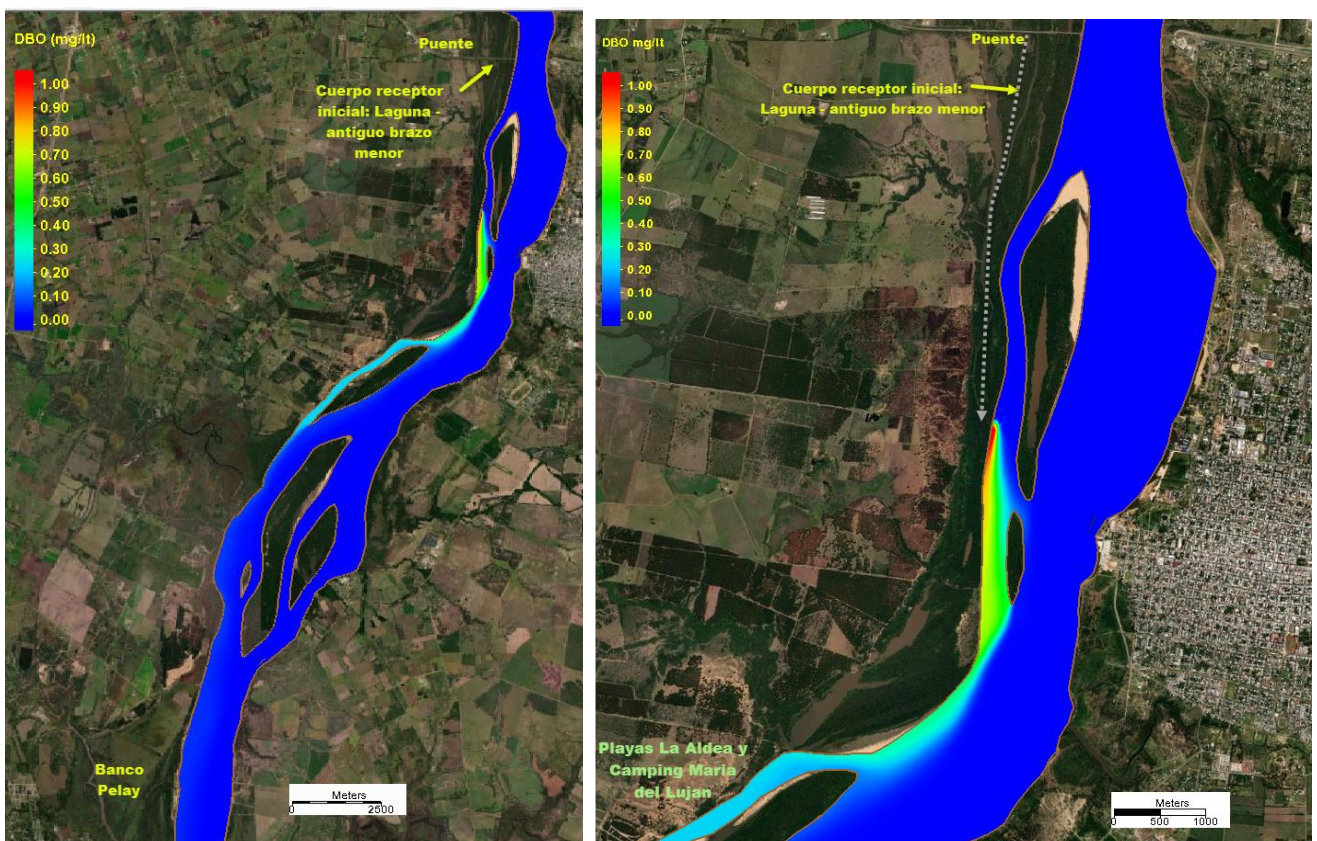 DBO (mg/lt)
1.00
0.90
0.80
0.70
0.60
0.50
0.40
0.30
0.20
0.10
0.00
Puente
Cuerpo receptor
inicial: Laguna -
antiguo brazo
menor
Banco
Pelay
Meters
0 2500
DBO mg/lt
1.00
0.90
0.80
0.70
0.60
0.50
0.40
0.30
0.20
0.10
0.00
Puente
Cuerpo receptor inicial:
Laguna - antiguo brazo menor
Playas La Aldea y
Camping Maria
del Lujan
Meters
0 500 1000